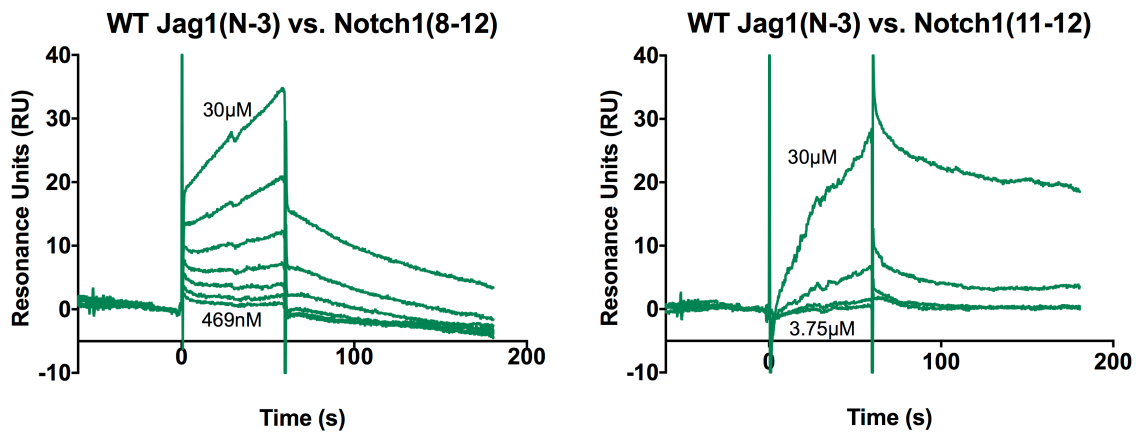 WT Jag1(N-3) vs. Notch1(8-12)
40
30
20
10
0
-10
Resonance Units (RU)
30µM
469nM
0
100
200
Time (s)
WT Jag1(N-3) vs. Notch1(11-12)
40
30
20
10
0
-10
Resonance Units (RU)
30µM
3.75µM
0
100
200
Time (s)